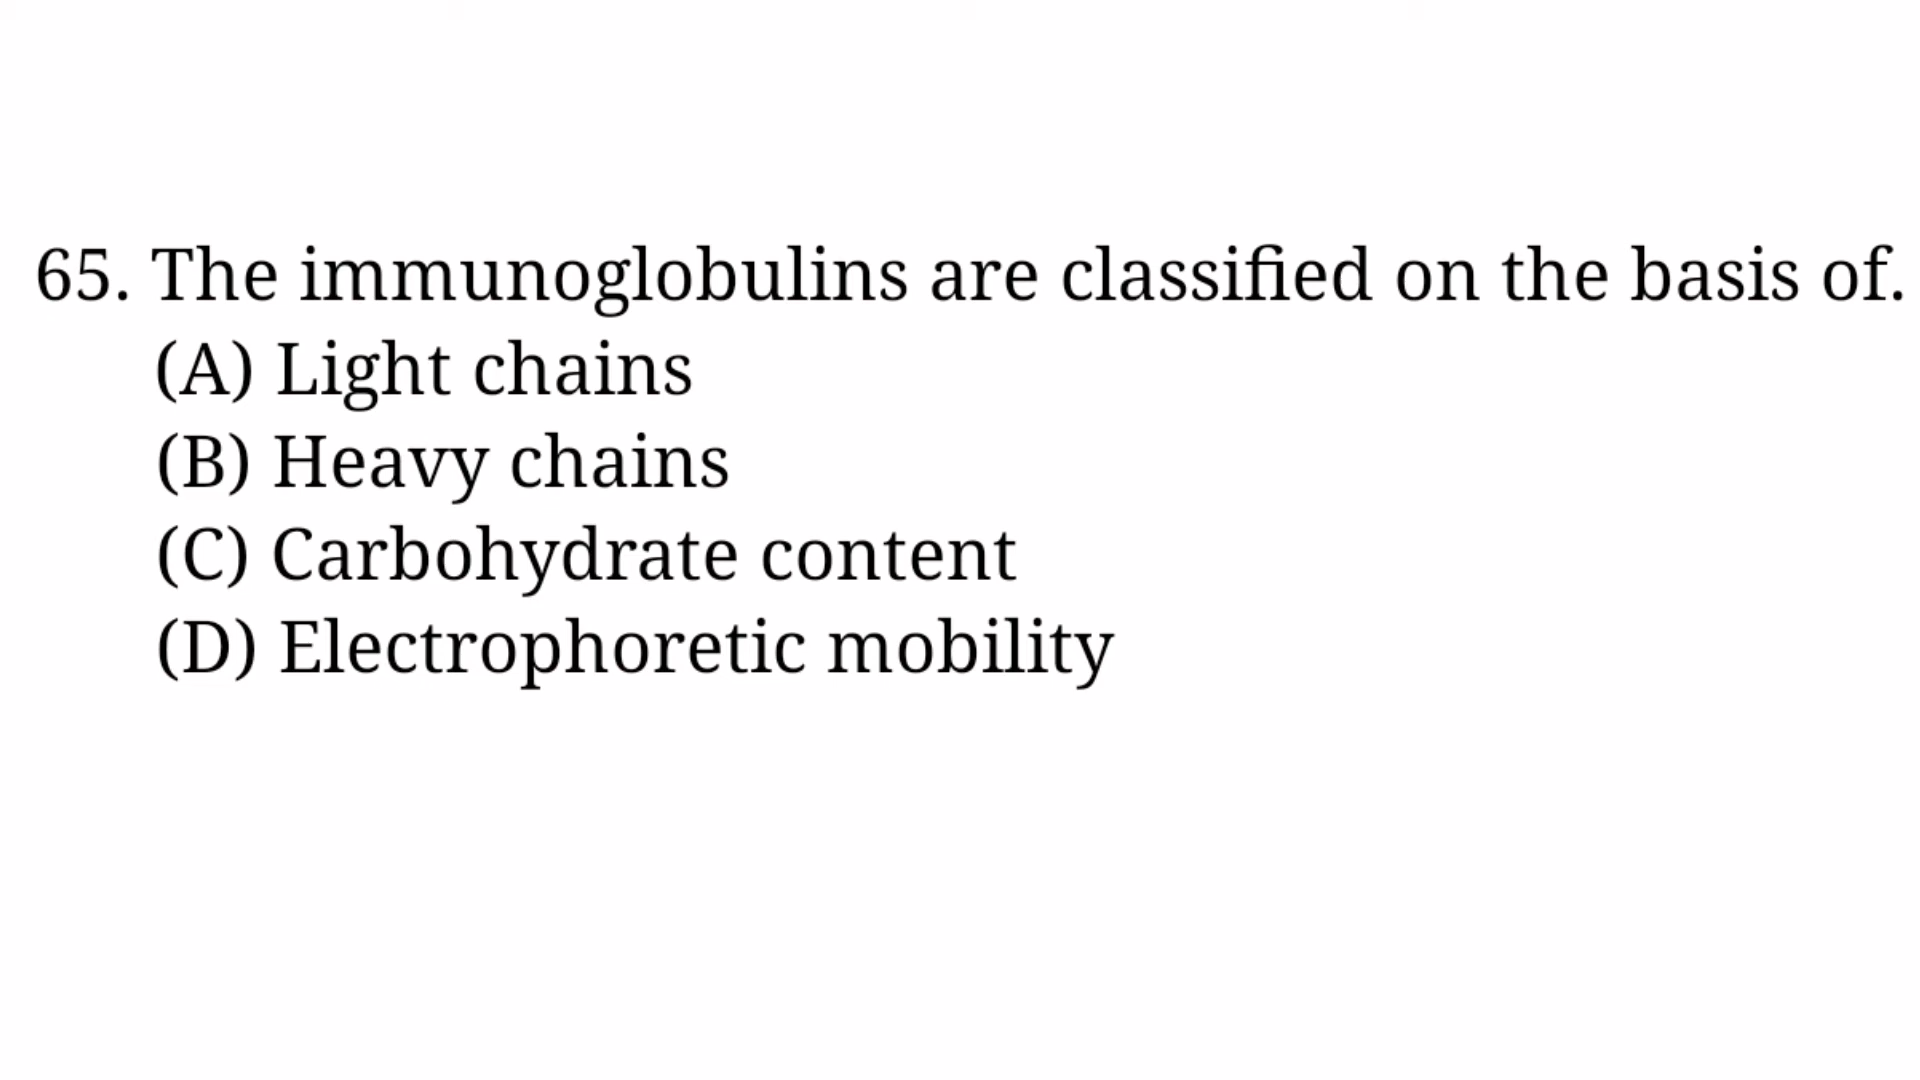 65. The immunoglobulins are classified on the basis of.
(A) Light chains
(B) Heavy chains
(C) Carbohydrate content
(D) Electrophoretic mobility